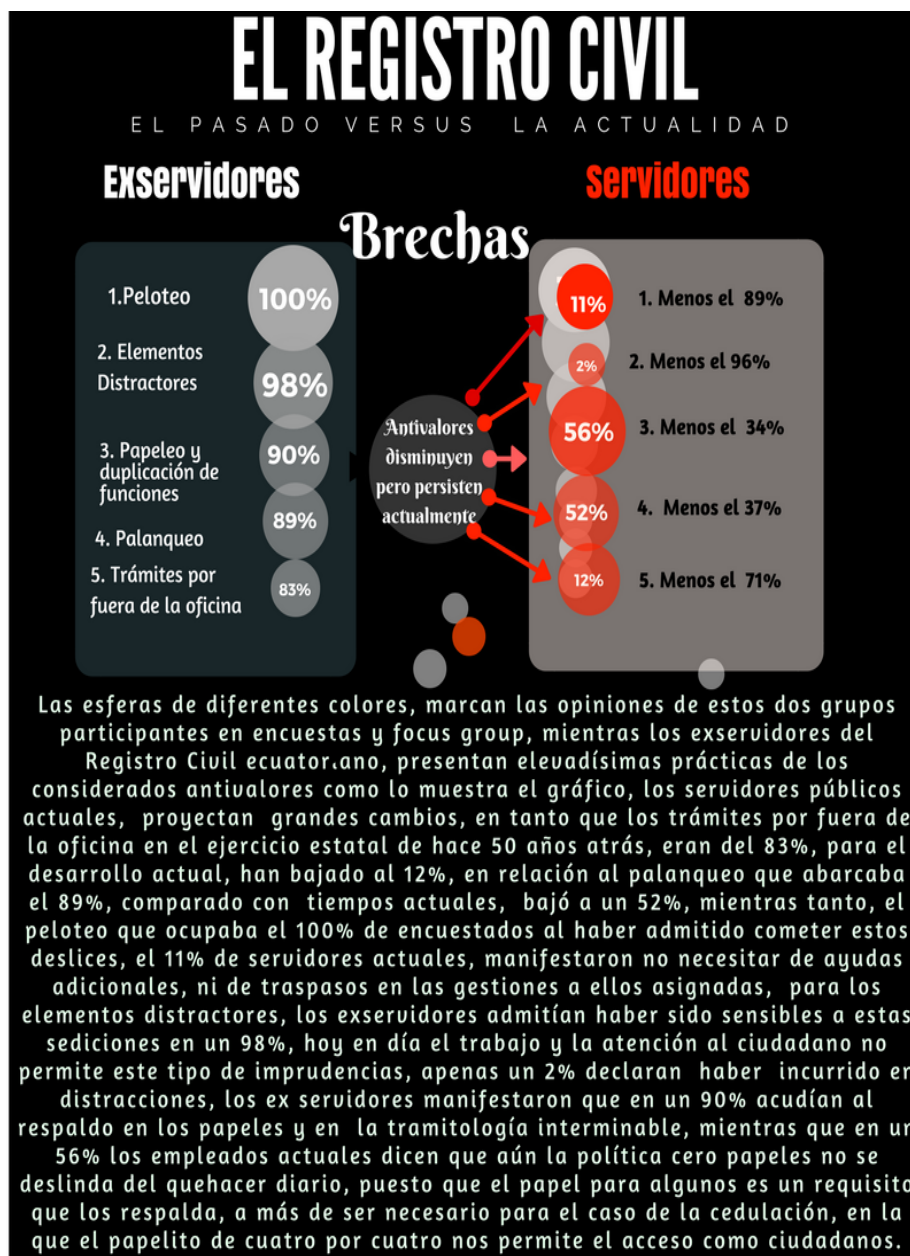 EL REGISTRO CIVIL
EL PASADO VERSUS LA ACTUALIDAD
Exservidores
Servidores
Brechas
1.Peloteo
100%
2. Elementos
Distractores
98%
3. Papeleo y
duplicación de
funciones
90%
4. Palanqueo
89%
5. Trámites por
fuera de la oficina
83%
Antivalores
disminuyen
pero persisten
actualmente
11%
1. Menos el 89%
2%
2. Menos el 96%
56%
3. Menos el 34%
52%
4. Menos el 37%
12%
5. Menos el 71%
Las esferas de diferentes colores, marcan las opiniones de estos dos grupos
participantes en encuestas y focus group, mientras los exservidores del
Registro Civil ecuator.ano, presentan elevadísimas prácticas de los
considerados antivalores como lo muestra el gráfico, los servidores públicos
actuales, proyectan grandes cambios, en tanto que los trámites por fuera de
la oficina en el ejercicio estatal de hace 50 años atrás, eran del 83%, para el
desarrollo actual, han bajado al 12%, en relación al palanqueo que abarcaba
el 89%, comparado con tiempos actuales, bajó a un 52%, mientras tanto, el
peloteo que ocupaba el 100% de encuestados al haber admitido cometer estos
deslices, el 11% de servidores actuales, manifestaron no necesitar de ayudas
adicionales, ni de traspasos en las gestiones a ellos asignadas, para los
elementos distractores, los exservidores admitían haber sido sensibles a estas
sediciones en un 98%, hoy en día el trabajo y la atención al ciudadano no
permite este tipo de imprudencias, apenas un 2% declaran haber incurrido en
distracciones, los ex servidores manifestaron que en un 90% acudían al
respaldo en los papeles y en la tramitología interminable, mientras que en un
56% los empleados actuales dicen que aún la política cero papeles no se
deslinda del quehacer diario, puesto que el papel para algunos es un requisito
que los respalda, a más de ser necesario para el caso de la cedulación, en la
que el papelito de cuatro por cuatro nos permite el acceso como ciudadanos.